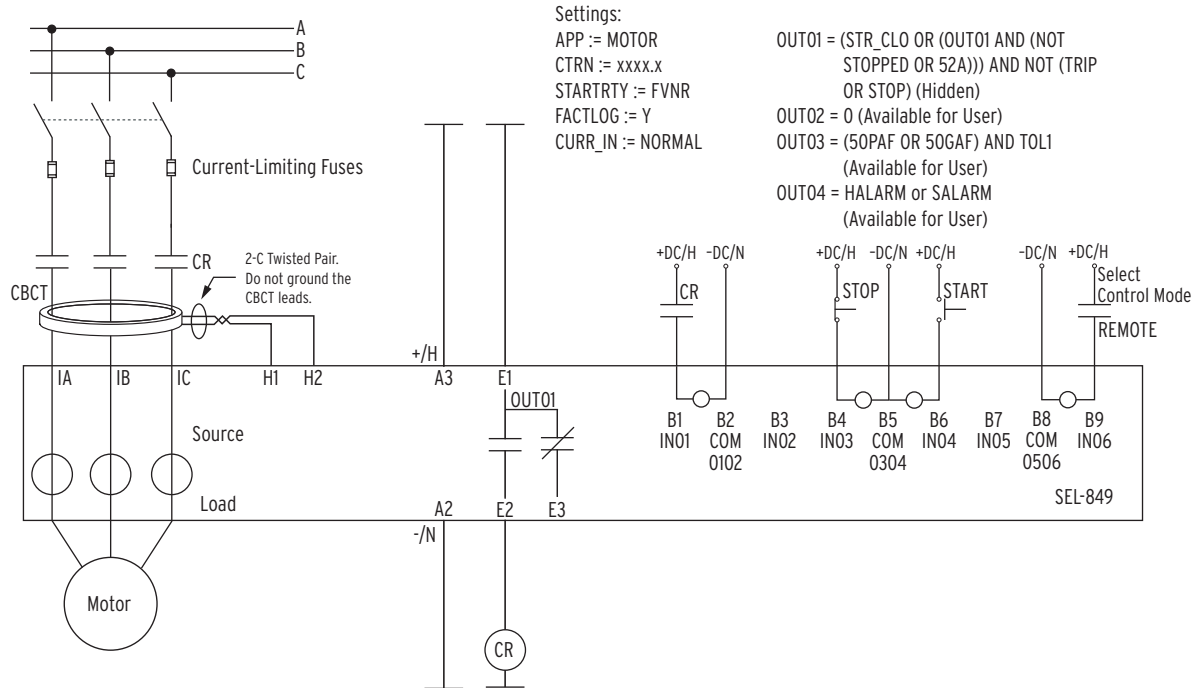 A
B
C
Settings:
APP := MOTOR
CTRN := xxxx.x
STARTRTY := FVNR
FACTLOG := Y
CURR_IN := NORMAL
OUT01 = (STR_CLO OR (OUT01 AND (NOT
STOPPED OR 52A))) AND NOT (TRIP
OR STOP) (Hidden)
OUT02 = 0 (Available for User)
OUT03 = (50PAF OR 50GAF) AND TOL1
(Available for User)
OUT04 = HALARM or SALARM
(Available for User)
Current-Limiting Fuses
CR
2-C Twisted Pair.
Do not ground the
CBCT leads.
CBCT
+DC/H -DC/N
CR
+DC/H -DC/N +DC/H
STOP
START
-DC/N +DC/H
Select
Control Mode
REMOTE
+/H
IA IB IC H1 H2 A3 E1
OUT01
Source
Load
B1
IN01
B2
COM
0102
B3
IN02
B4
IN03
B5
COM
0304
B6
IN04
B7
IN05
B8
COM
0506
B9
IN06
SEL-849
A2 E2 E3
-/N
Motor
CR